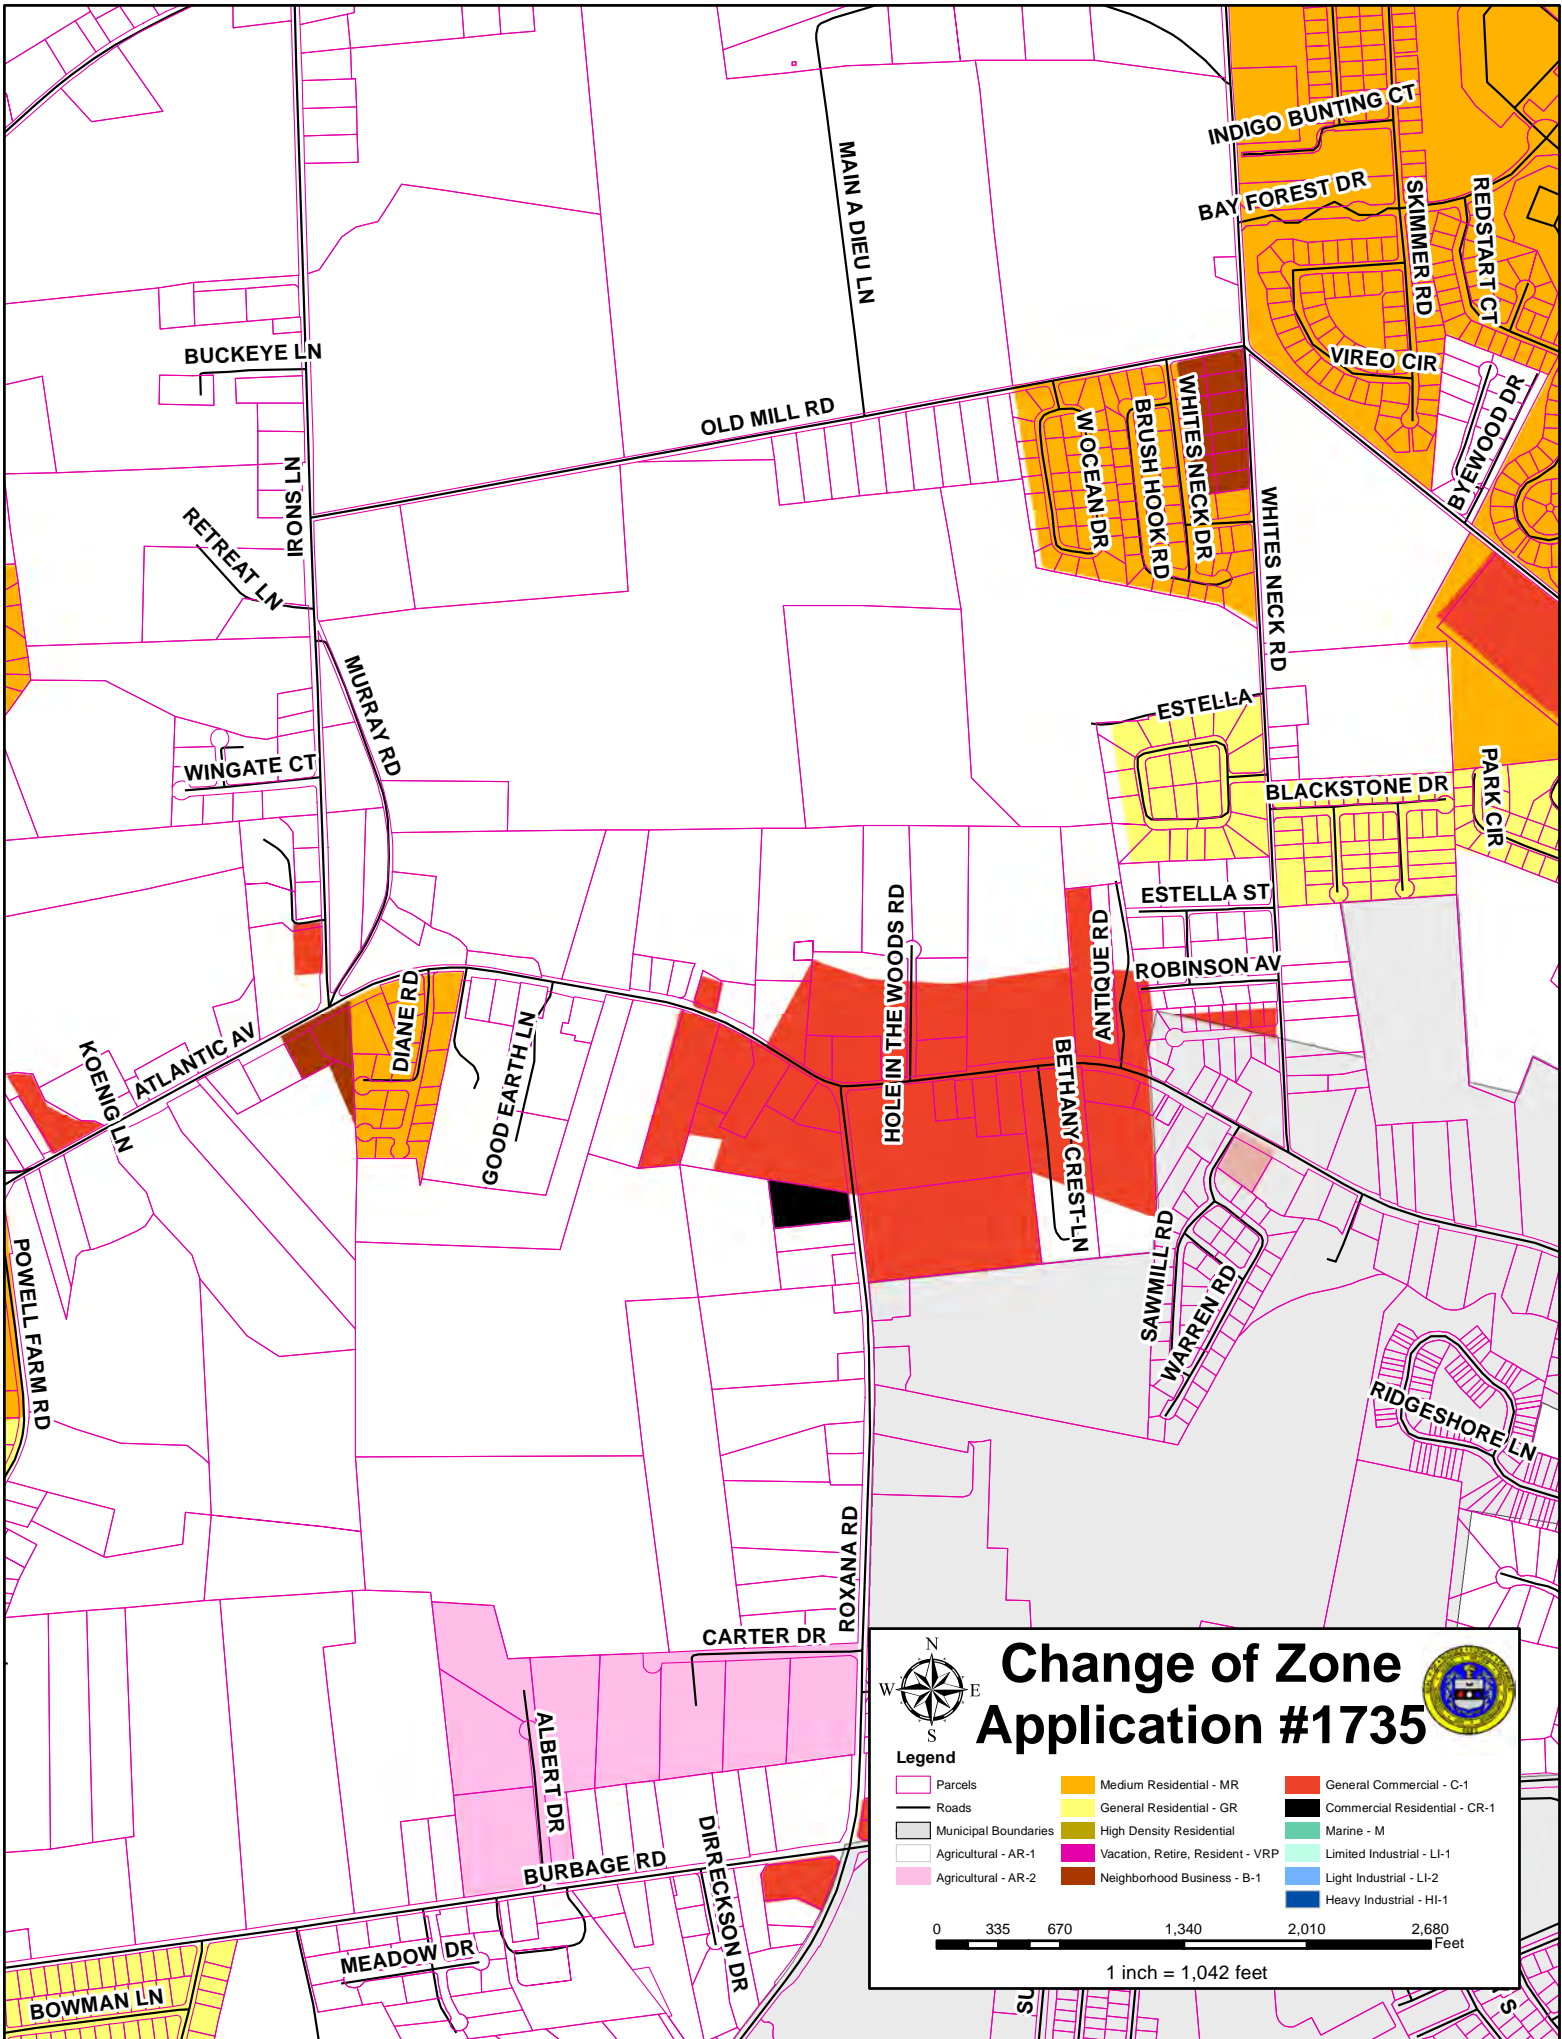 INDIGO BUNTING CT
MAIN A DIEU LN
BAY FOREST DR
SKIMMER RD
REDSTART CT
BUCKEYE LN
VIREO CIR
OLD MILL RD
W OCEAN DR
BRUSH HOOK RD
WHITES NECK DR
BYEWOOD DR
IRONS LN
RETREAT LN
WHITES NECK RD
MURRAY RD
ESTELLA
WINGATE CT
BLACKSTONE DR
PARK CIR
ESTELLA ST
HOLE IN THE WOODS RD
ANTIQUE RD
ROBINSON AV
DIANE RD
ATLANTIC AV
KOENIG LN
GOOD EARTH LN
BETHANY CREST LN
POWELL FARM RD
SAWMILL RD
WARREN RD
RIDGESHORE LN
ROXANA RD
CARTER DR
ALBERT DR
BURBAGE RD
DIRRECKSON DR
MEADOW DR
BOWMAN LN
SU
S
N
W E
S
Change of Zone
Application #1735
Legend
Parcels
Roads
Municipal Boundaries
Agricultural - AR-1
Agricultural - AR-2
Medium Residential - MR
General Residential - GR
High Density Residential
Vacation, Retire, Resident - VRP
Neighborhood Business - B-1
General Commercial - C-1
Commercial Residential - CR-1
Marine - M
Limited Industrial - LI-1
Light Industrial - LI-2
Heavy Industrial - HI-1
0 335 670 1,340 2,010 2,680
Feet
1 inch = 1,042 feet